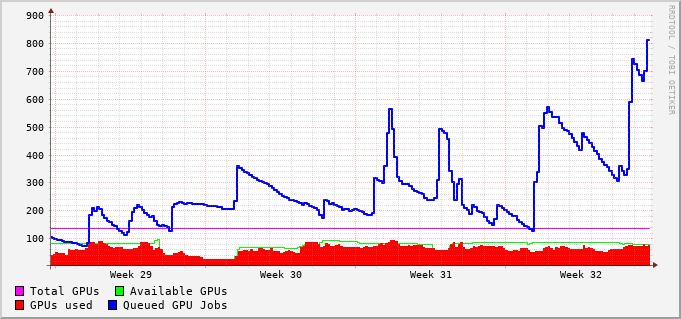 900
800
700
600
500
400
300
200
100
Week 29 Week 30 Week 31 Week 32
Total GPUs Available GPUs
GPUs used Queued GPU Jobs
RRDTOOL / TOBI OETIKER